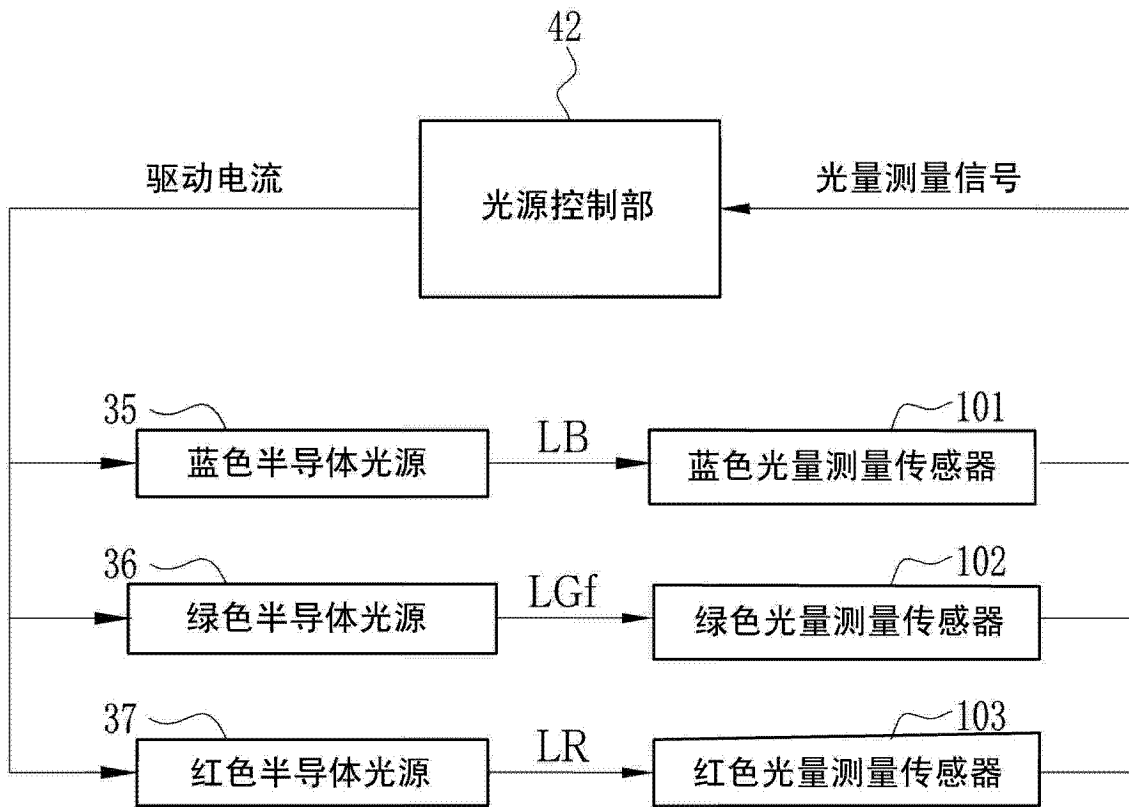 42
驱动电流
光源控制部
光量测量信号
35
蓝色半导体光源
LB
101
蓝色光量测量传感器
36
绿色半导体光源
LGf
102
绿色光量测量传感器
37
红色半导体光源
LR
103
红色光量测量传感器